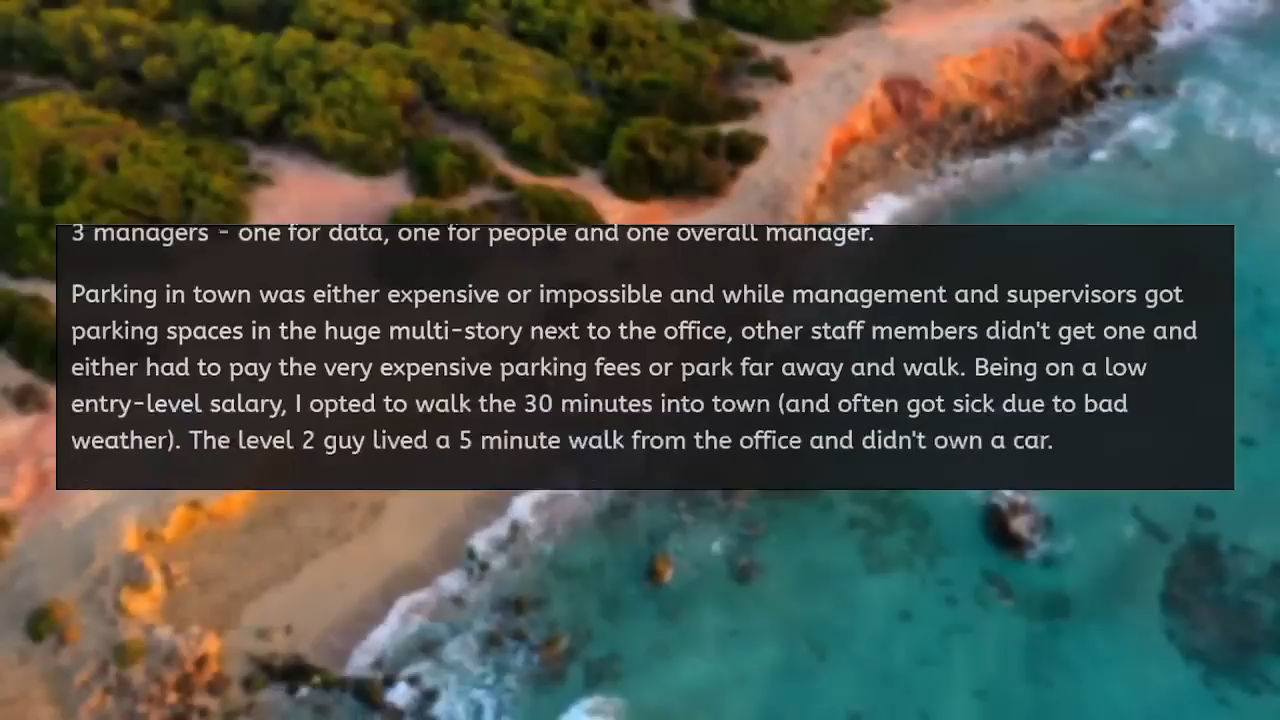 3 managers - one for data, one for people and one overall manager.
Parking in town was either expensive or impossible and while management and supervisors got
parking spaces in the huge multi-story next to the office, other staff members didn't get one and
either had to pay the very expensive parking fees or park far away and walk. Being on a low
entry-level salary, I opted to walk the 30 minutes into town (and often got sick due to bad
weather). The level 2 guy lived a 5 minute walk from the office and didn't own a car.